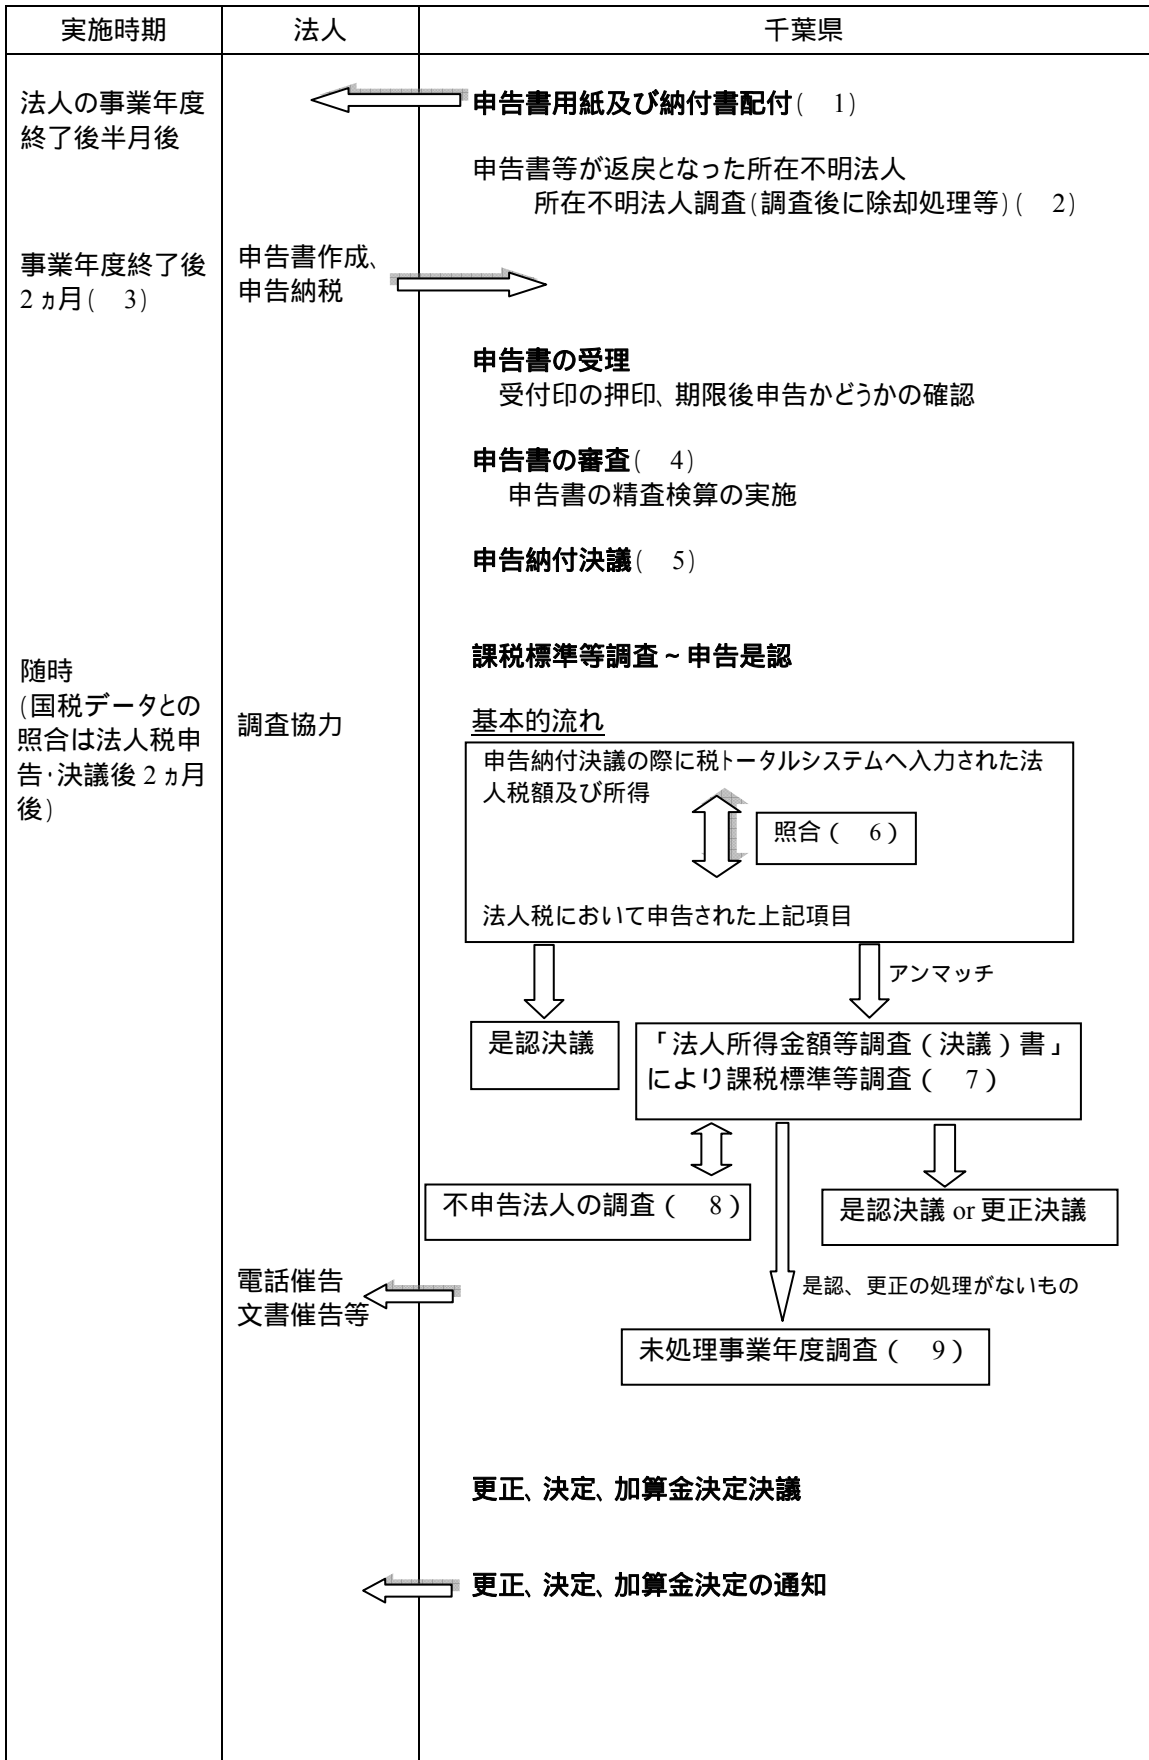 実施時期
法人
千葉県
法人の事業年度
終了後半月後
申告書用紙及び納付書配付(　1)
申告書等が返戻となった所在不明法人
所在不明法人調査(調査後に除却処理等)(　2)
事業年度終了後
2ヵ月(　3)
申告書作成、
申告納税
申告書の受理
受付印の押印、期限後申告かどうかの確認
申告書の審査(　4)
申告書の精査検算の実施
申告納付決議(　5)
課税標準等調査~申告是認
随時
(国税データとの
照合は法人税申
告・決議後2ヵ月
後)
調査協力
基本的流れ
申告納付決議の際に税トータルシステムへ入力された法
人税額及び所得
照合(　6)
法人税において申告された上記項目
アンマッチ
是認決議
「法人所得金額等調査(決議)書」
により課税標準等調査(　7)
不申告法人の調査(　8)
是認決議 or 更正決議
電話催告
文書催告等
是認、更正の処理がないもの
未処理事業年度調査(　9)
更正、決定、加算金決定決議
更正、決定、加算金決定の通知